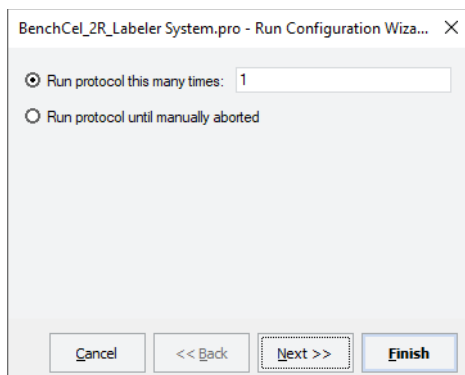 BenchCel_2R_Labeler System.pro - Run Configuration Wiza...
Run protocol this many times: 1
Run protocol until manually aborted
Cancel << Back Next >> Finish